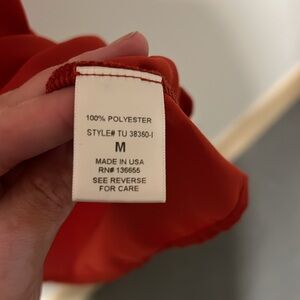 100% POLYESTER
STYLE# TU 38360-I
M
MADE IN USA
RN# 136655
SEE REVERSE
FOR CARE